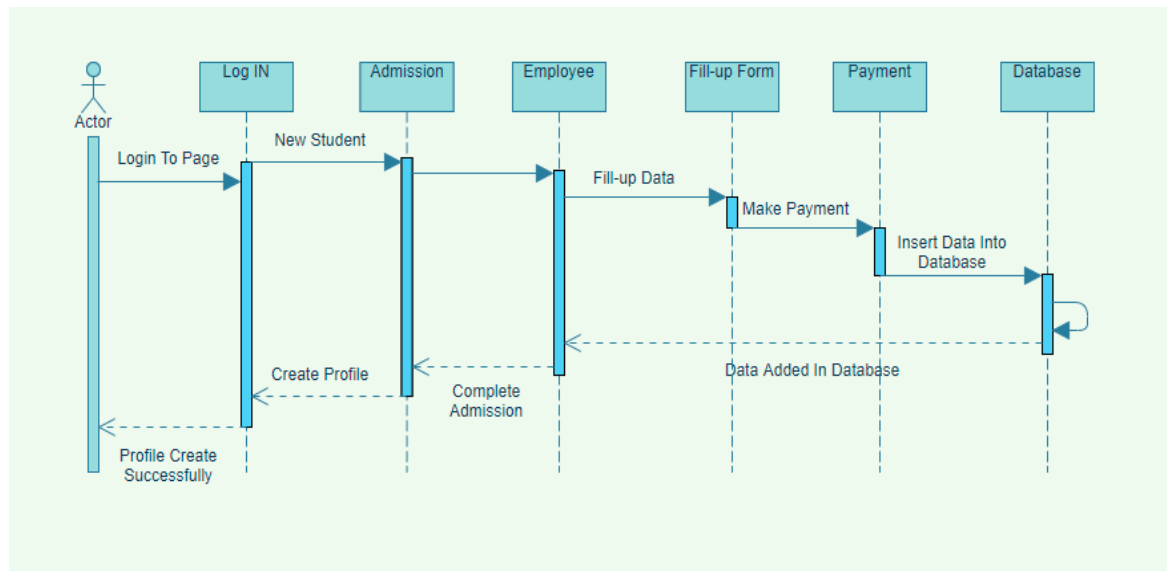 Log IN
Admission
Employee
Fill-up Form
Payment
Database
Actor
Login To Page
New Student
Fill-up Data
Make Payment
Insert Data Into
Database
Data Added In Database
Create Profile
Complete
Admission
Profile Create
Successfully